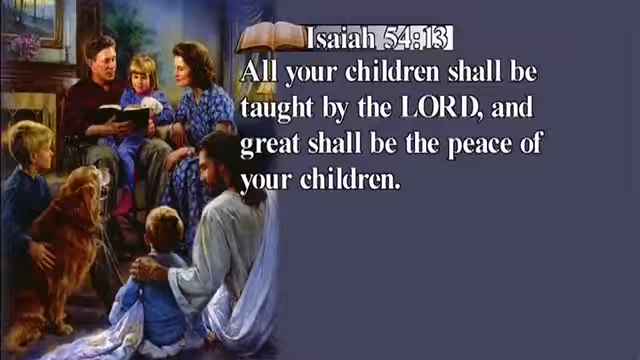 Isaiah 54:13
All your children shall be
taught by the LORD, and
great shall be the peace of
your children.